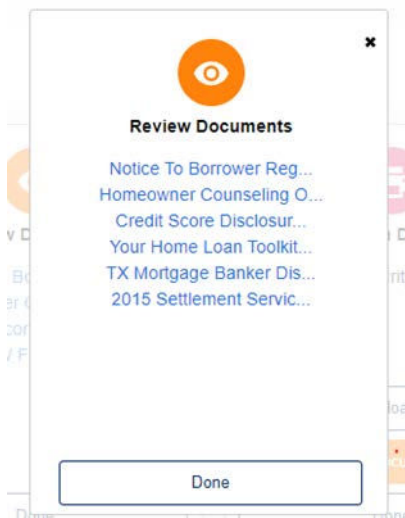 Review Documents
Notice To Borrower Reg...
Homeowner Counseling O...
Credit Score Disclosur...
Your Home Loan Toolkit...
TX Mortgage Banker Dis...
2015 Settlement Servic...
Done